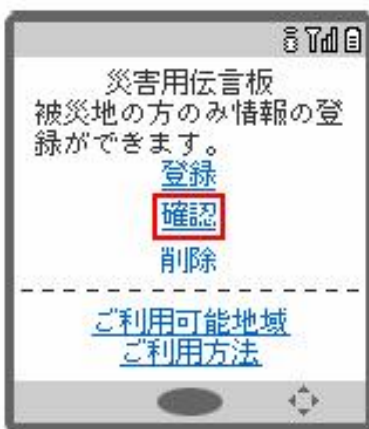 災害用伝言板
被災地の方のみ情報の登
録ができます。
登録
確認
削除
ご利用可能地域
ご利用方法